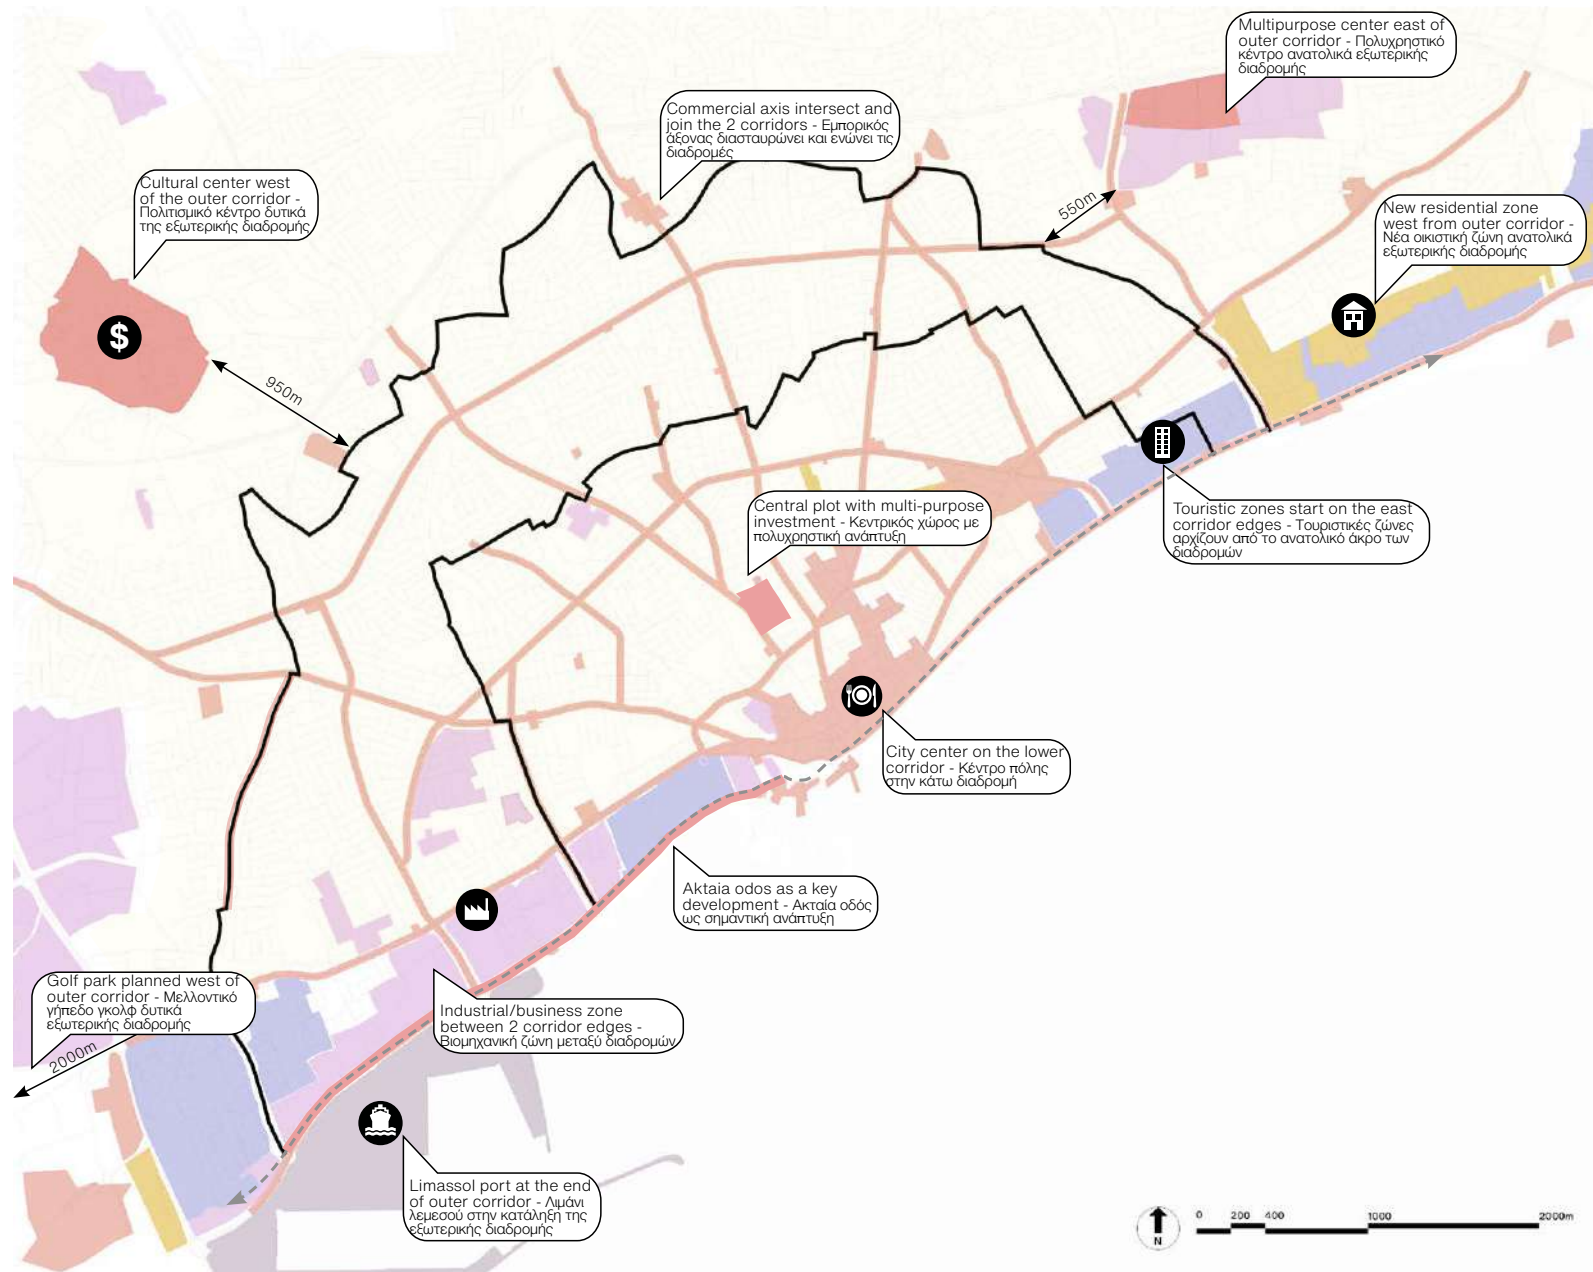 Multipurpose center east of
outer corridor - Πολυχρηστικό
κέντρο ανατολικά εξωτερικής
διαδρομής
Commercial axis intersect and
join the 2 corridors - Εμπορικός
άξονας διασταυρώνει και ενώνει τις
διαδρομές
Cultural center west
of the outer corridor -
Πολιτισμικό κέντρο δυτικά
της εξωτερικής διαδρομής
550m
New residential zone
west from outer corridor -
Νέα οικιστική ζώνη ανατολικά
εξωτερικής διαδρομής
$
950m
Central plot with multi-purpose
investment - Κεντρικός χώρος με
πολυχρηστική ανάπτυξη
Touristic zones start on the east
corridor edges - Τουριστικές ζώνες
αρχίζουν από το ανατολικό άκρο των
διαδρομών
City center on the lower
corridor - Κέντρο πόλης
στην κάτω διαδρομή
Aktaia odos as a key
development - Ακταία οδός
ως σημαντική ανάπτυξη
Golf park planned west of
outer corridor - Μελλοντικό
γήπεδο γκολφ δυτικά
εξωτερικής διαδρομής
2000m
Industrial/business zone
between 2 corridor edges -
Βιομηχανική ζώνη μεταξύ διαδρομών
Limassol port at the end
of outer corridor - Λιμάνι
λεμεσού στην κατάληξη της
εξωτερικής διαδρομής
N
0 200 400 1000 2000m